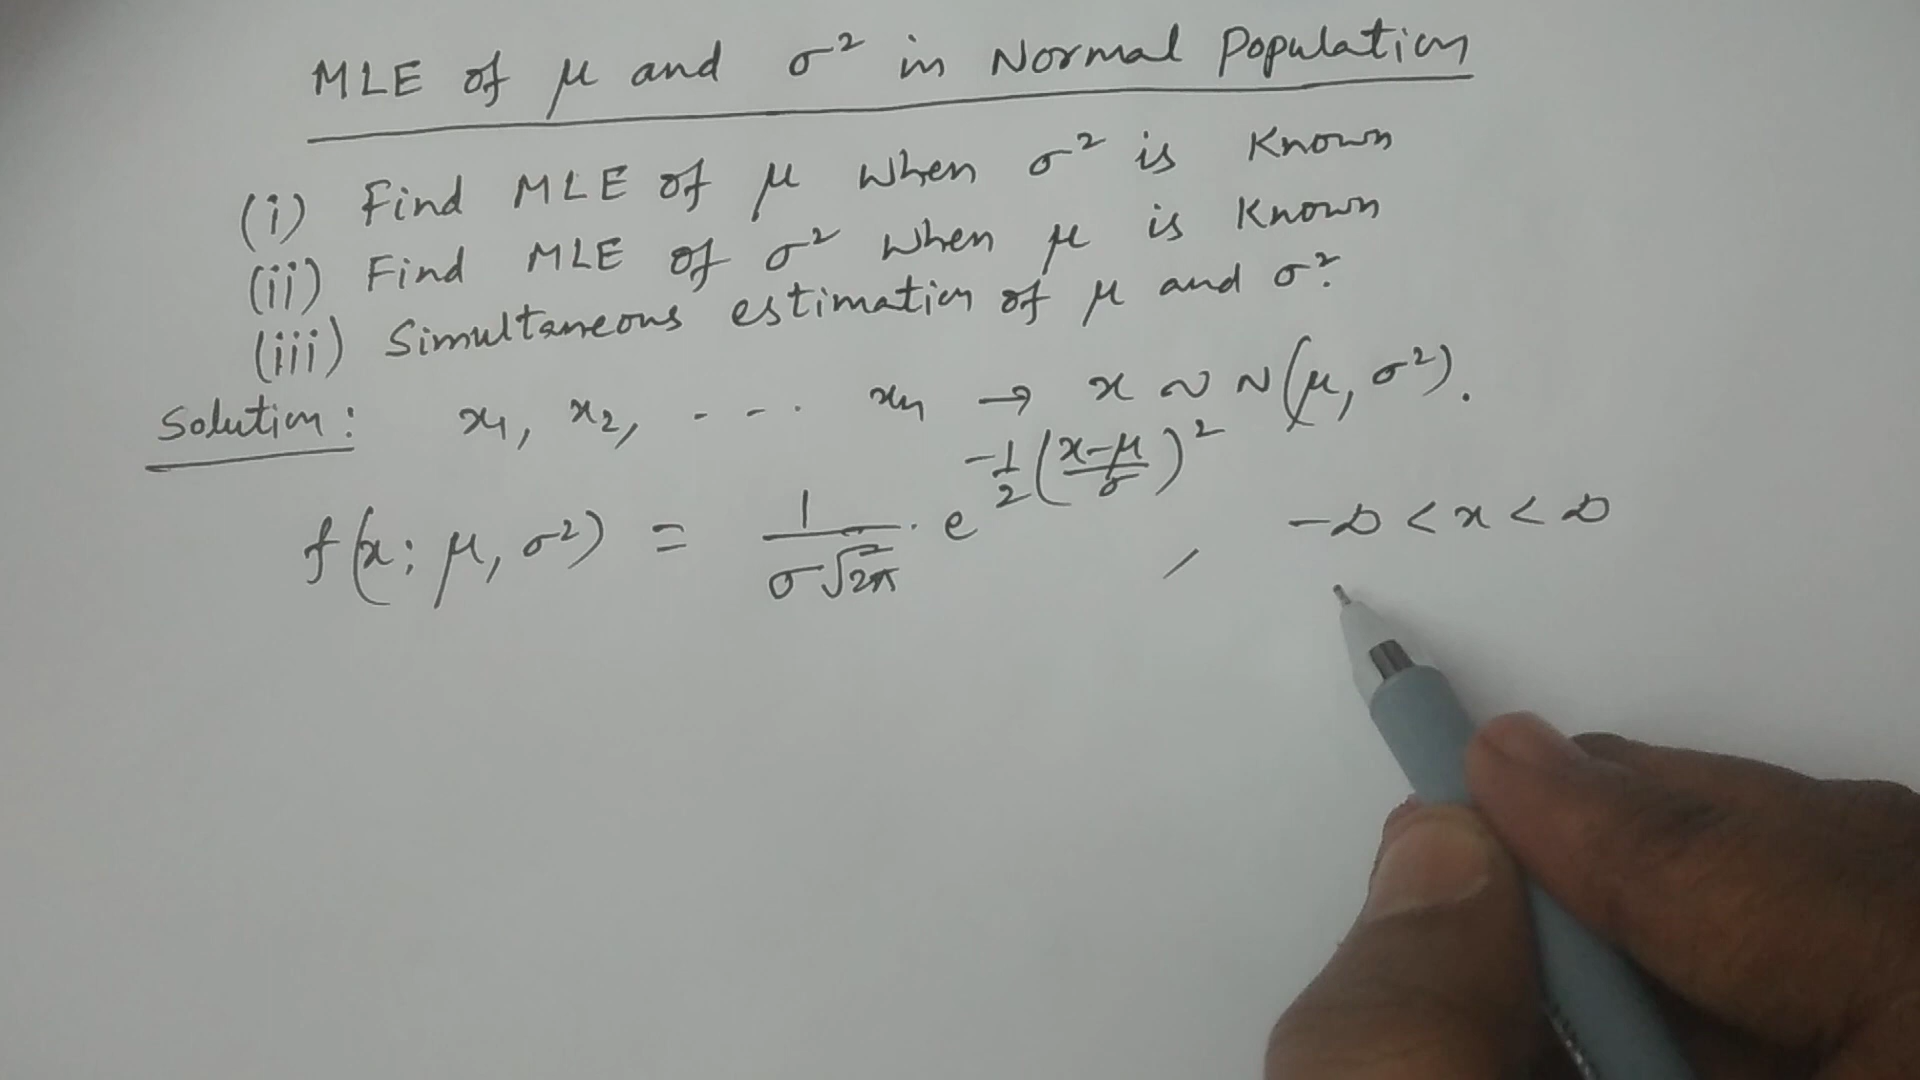 MLE of μ and σ² in Normal Population
(i) Find MLE of μ when σ² is Known
(ii) Find MLE of σ² when μ is Known
(iii) Simultaneous estimation of μ and σ².
Solution: x₁, x₂, - - - . xₙ → x ~ N(μ, σ²).
f(x; μ, σ²) = 1/(σ√2π) · e^(-1/2 ((x-μ)/σ)²) , -∞ < x < ∞